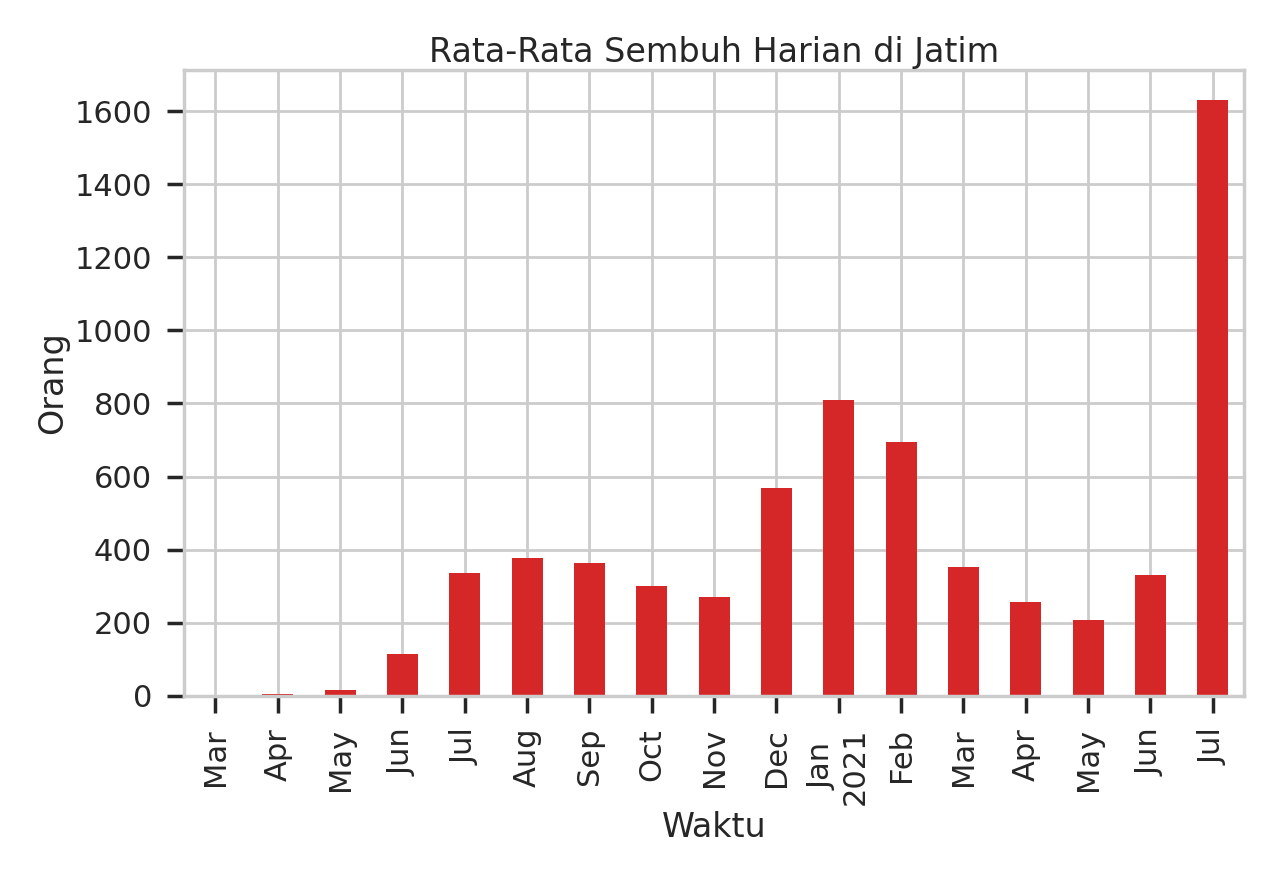 Rata-Rata Sembuh Harian di Jatim
Orang
1600
1400
1200
1000
800
600
400
200
0
Mar
Apr
May
Jun
Jul
Aug
Sep
Oct
Nov
Dec
Jan
2021
Feb
Mar
Apr
May
Jun
Jul
Waktu